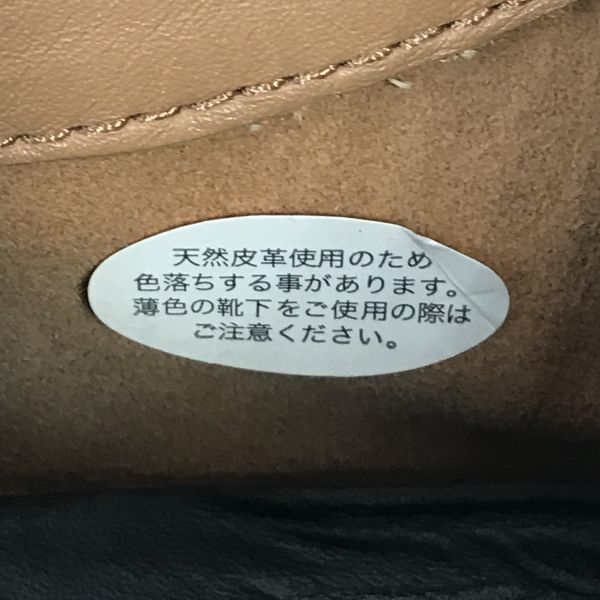 天然皮革使用のため
色落ちする事があります。
薄色の靴下をご使用の際は
ご注意ください。